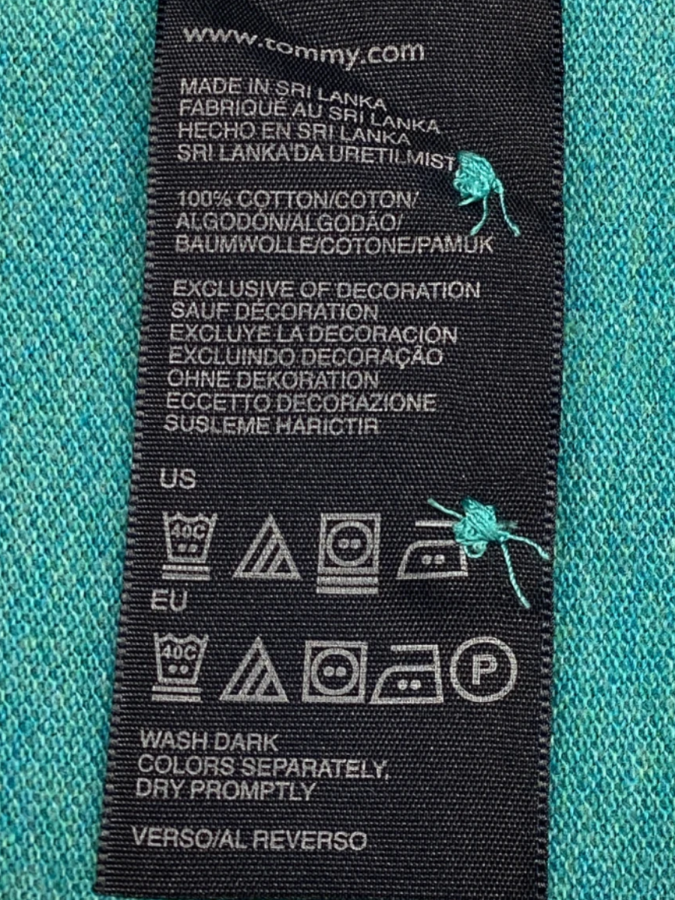 www.tommy.com
MADE IN SRI LANKA
FABRIQUÉ AU SRI LANKA
HECHO EN SRI LANKA
SRI LANKA'DA URETILMIST
100% COTTON/COTON/
ALGODÓN/ALGODÃO/
BAUMWOLLE/COTONE/PAMUK
EXCLUSIVE OF DECORATION
SAUF DÉCORATION
EXCLUYE LA DECORACIÓN
EXCLUINDO DECORAÇÃO
OHNE DEKORATION
ECCETTO DECORAZIONE
SUSLEME HARICTIR
US
40C
EU
40C P
WASH DARK
COLORS SEPARATELY,
DRY PROMPTLY
VERSO/AL REVERSO